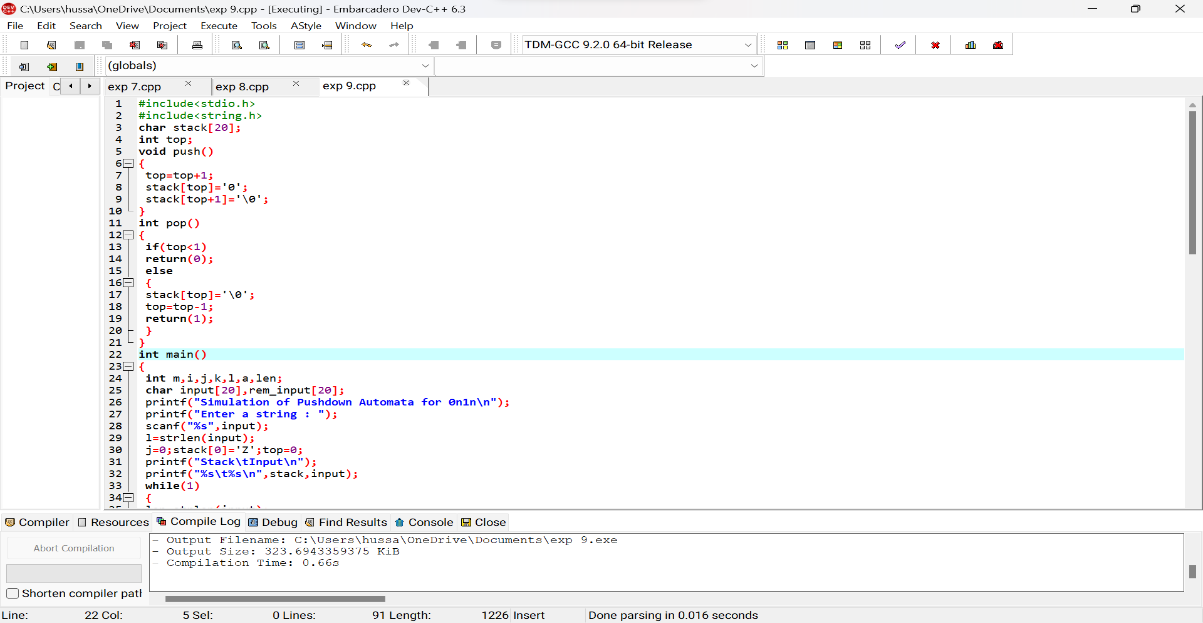 C:\Users\hussa\OneDrive\Documents\exp 9.cpp - [Executing] - Embarcadero Dev-C++ 6.3
File Edit Search View Project Execute Tools AStyle Window Help
TDM-GCC 9.2.0 64-bit Release
(globals)
Project C exp 7.cpp exp 8.cpp exp 9.cpp
1 #include<stdio.h>
2 #include<string.h>
3 char stack[20];
4 int top;
5 void push()
6 {
7 top=top+1;
8 stack[top]='0';
9 stack[top+1]='\0';
10 }
11 int pop()
12 {
13 if(top<1)
14 return(0);
15 else
16 {
17 stack[top]='\0';
18 top=top-1;
19 return(1);
20 }
21 }
22 int main()
23 {
24 int m,i,j,k,l,a,len;
25 char input[20],rem_input[20];
26 printf("Simulation of Pushdown Automata for 0n1n\n");
27 printf("Enter a string : ");
28 scanf("%s",input);
29 l=strlen(input);
30 j=0;stack[0]='Z';top=0;
31 printf("Stack\tInput\n");
32 printf("%s\t%s\n",stack,input);
33 while(1)
34 {
Compiler Resources Compile Log Debug Find Results Console Close
Abort Compilation
Shorten compiler patl
- Output Filename: C:\Users\hussa\OneDrive\Documents\exp 9.exe
- Output Size: 323.6943359375 KiB
- Compilation Time: 0.66s
Line: 22 Col: 5 Sel: 0 Lines: 91 Length: 1226 Insert Done parsing in 0.016 seconds